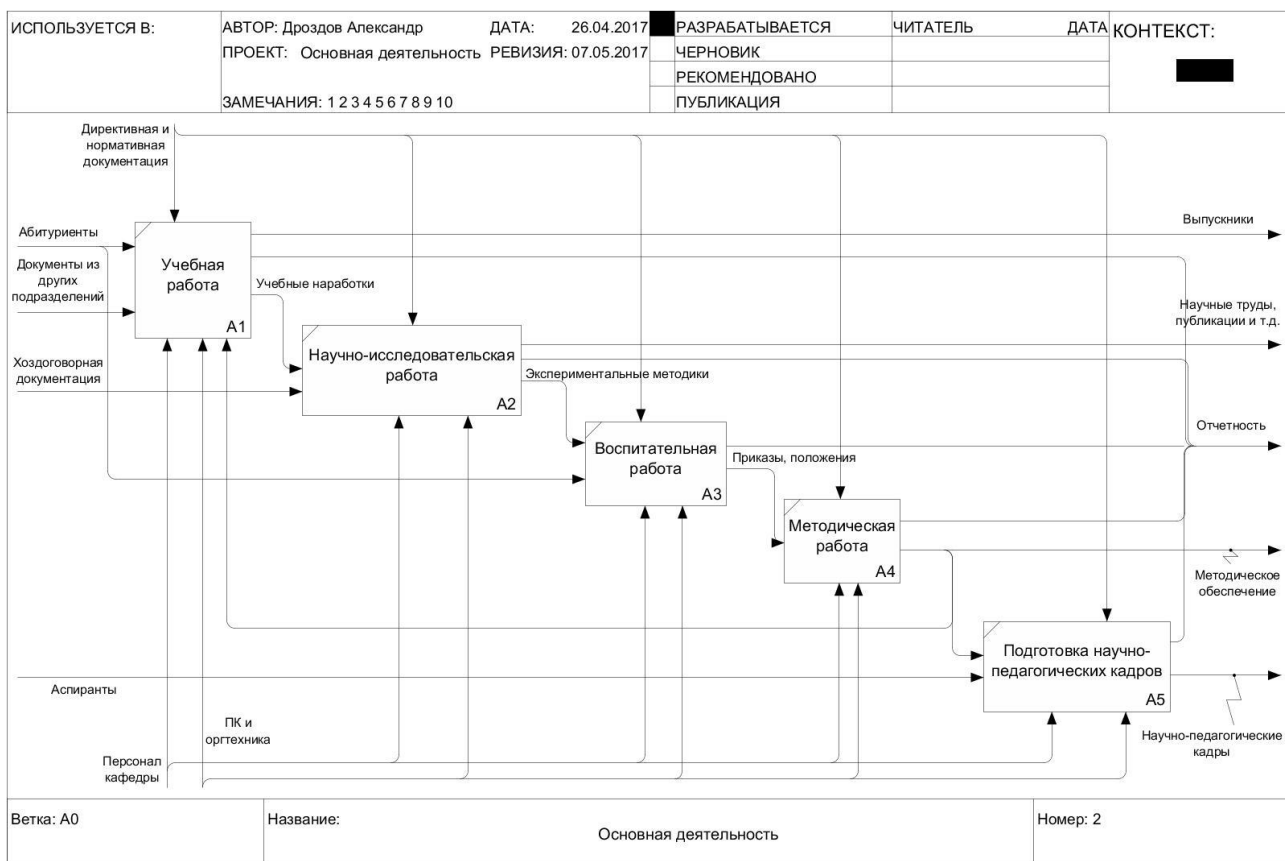 ИСПОЛЬЗУЕТСЯ В:
АВТОР: Дроздов Александр
ДАТА: 26.04.2017
ПРОЕКТ: Основная деятельность
РЕВИЗИЯ: 07.05.2017
ЗАМЕЧАНИЯ: 1 2 3 4 5 6 7 8 9 10
РАЗРАБАТЫВАЕТСЯ
ЧЕРНОВИК
РЕКОМЕНДОВАНО
ПУБЛИКАЦИЯ
ЧИТАТЕЛЬ
ДАТА
КОНТЕКСТ:
Директивная и
нормативная
документация
Абитуриенты
Документы из
других
подразделений
Учебная
работа
A1
Выпускники
Учебные наработки
Научные труды,
публикации и т.д.
Хоздоговорная
документация
Научно-исследовательская
работа
A2
Экспериментальные методики
Отчетность
Воспитательная
работа
A3
Приказы, положения
Методическая
работа
A4
Методическое
обеспечение
Аспиранты
Подготовка научно-
педагогических кадров
A5
Научно-педагогические
кадры
ПК и
оргтехника
Персонал
кафедры
Ветка: A0
Название:
Основная деятельность
Номер: 2